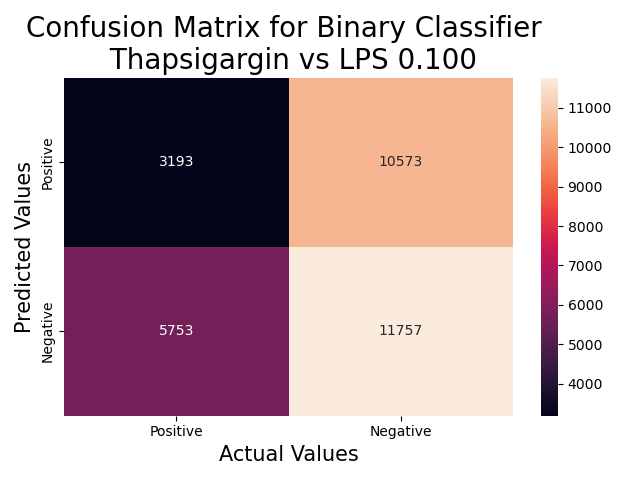 Confusion Matrix for Binary Classifier
Thapsigargin vs LPS 0.100
Predicted Values
Positive
Negative
3193
10573
5753
11757
Positive
Negative
Actual Values
11000
10000
9000
8000
7000
6000
5000
4000